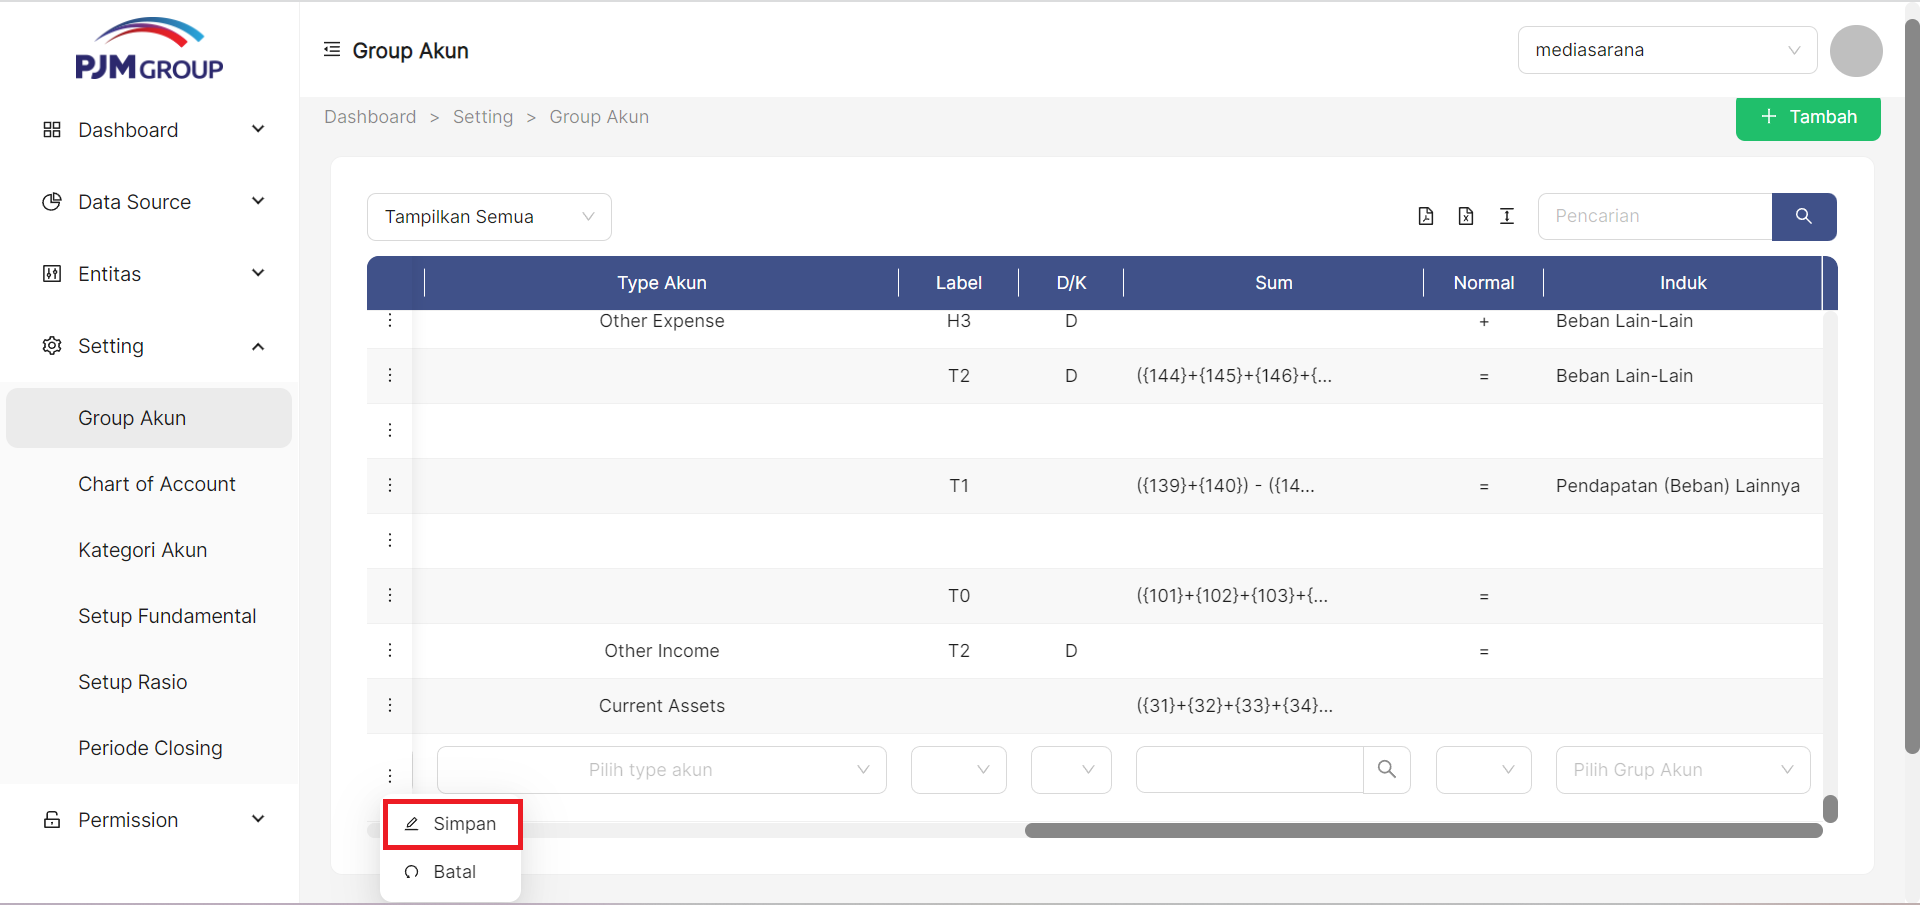 PJM GROUP
Group Akun
mediasarana
Dashboard
Data Source
Entitas
Setting
Group Akun
Chart of Account
Kategori Akun
Setup Fundamental
Setup Rasio
Periode Closing
Permission
Dashboard > Setting > Group Akun
+ Tambah
Tampilkan Semua
Pencarian
Type Akun Label D/K Sum Normal Induk
Other Expense H3 D + Beban Lain-Lain
T2 D ({144}+{145}+{146}+{... = Beban Lain-Lain
T1 ({139}+{140}) - ({14... = Pendapatan (Beban) Lainnya
T0 ({101}+{102}+{103}+{... =
Other Income T2 D =
Current Assets ({31}+{32}+{33}+{34}...
Pilih type akun Pilih Grup Akun
Simpan
Batal